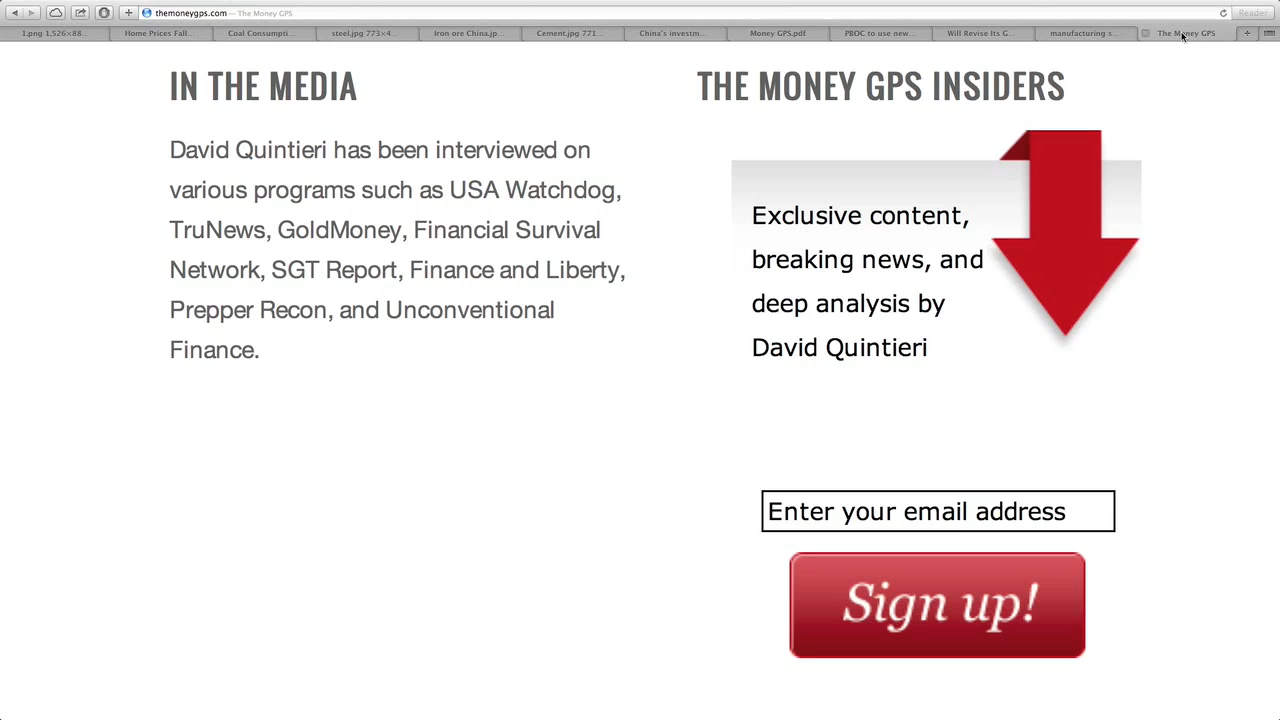 themoneygps.com — The Money GPS
Reader
1.png 1,526×88...
Home Prices Fall...
Coal Consumpti...
steel.jpg 773×4...
Iron ore China.jp...
Cement.jpg 771...
China's investm...
Money GPS.pdf
PBOC to use new...
Will Revise Its G...
manufacturing s...
The Money GPS
IN THE MEDIA
David Quintieri has been interviewed on
various programs such as USA Watchdog,
TruNews, GoldMoney, Financial Survival
Network, SGT Report, Finance and Liberty,
Prepper Recon, and Unconventional
Finance.
THE MONEY GPS INSIDERS
Exclusive content,
breaking news, and
deep analysis by
David Quintieri
Enter your email address
Sign up!